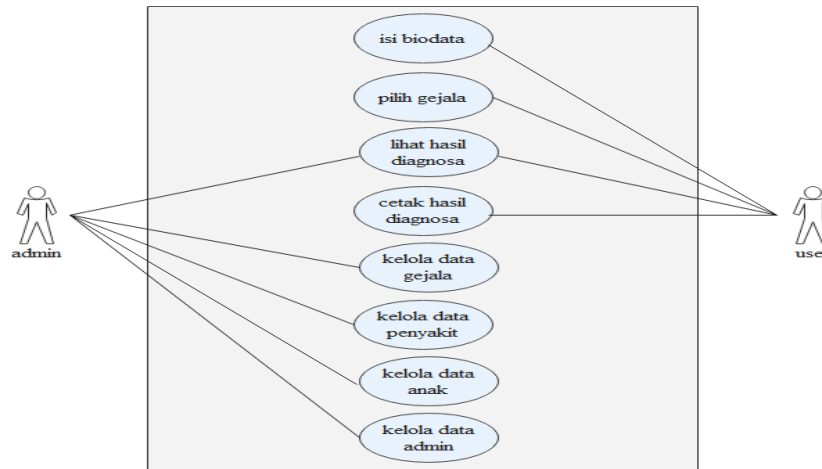 isi biodata
pilih gejala
lihat hasil
diagnosa
cetak hasil
diagnosa
admin
use
kelola data
gejala
kelola data
penyakit
kelola data
anak
kelola data
admin